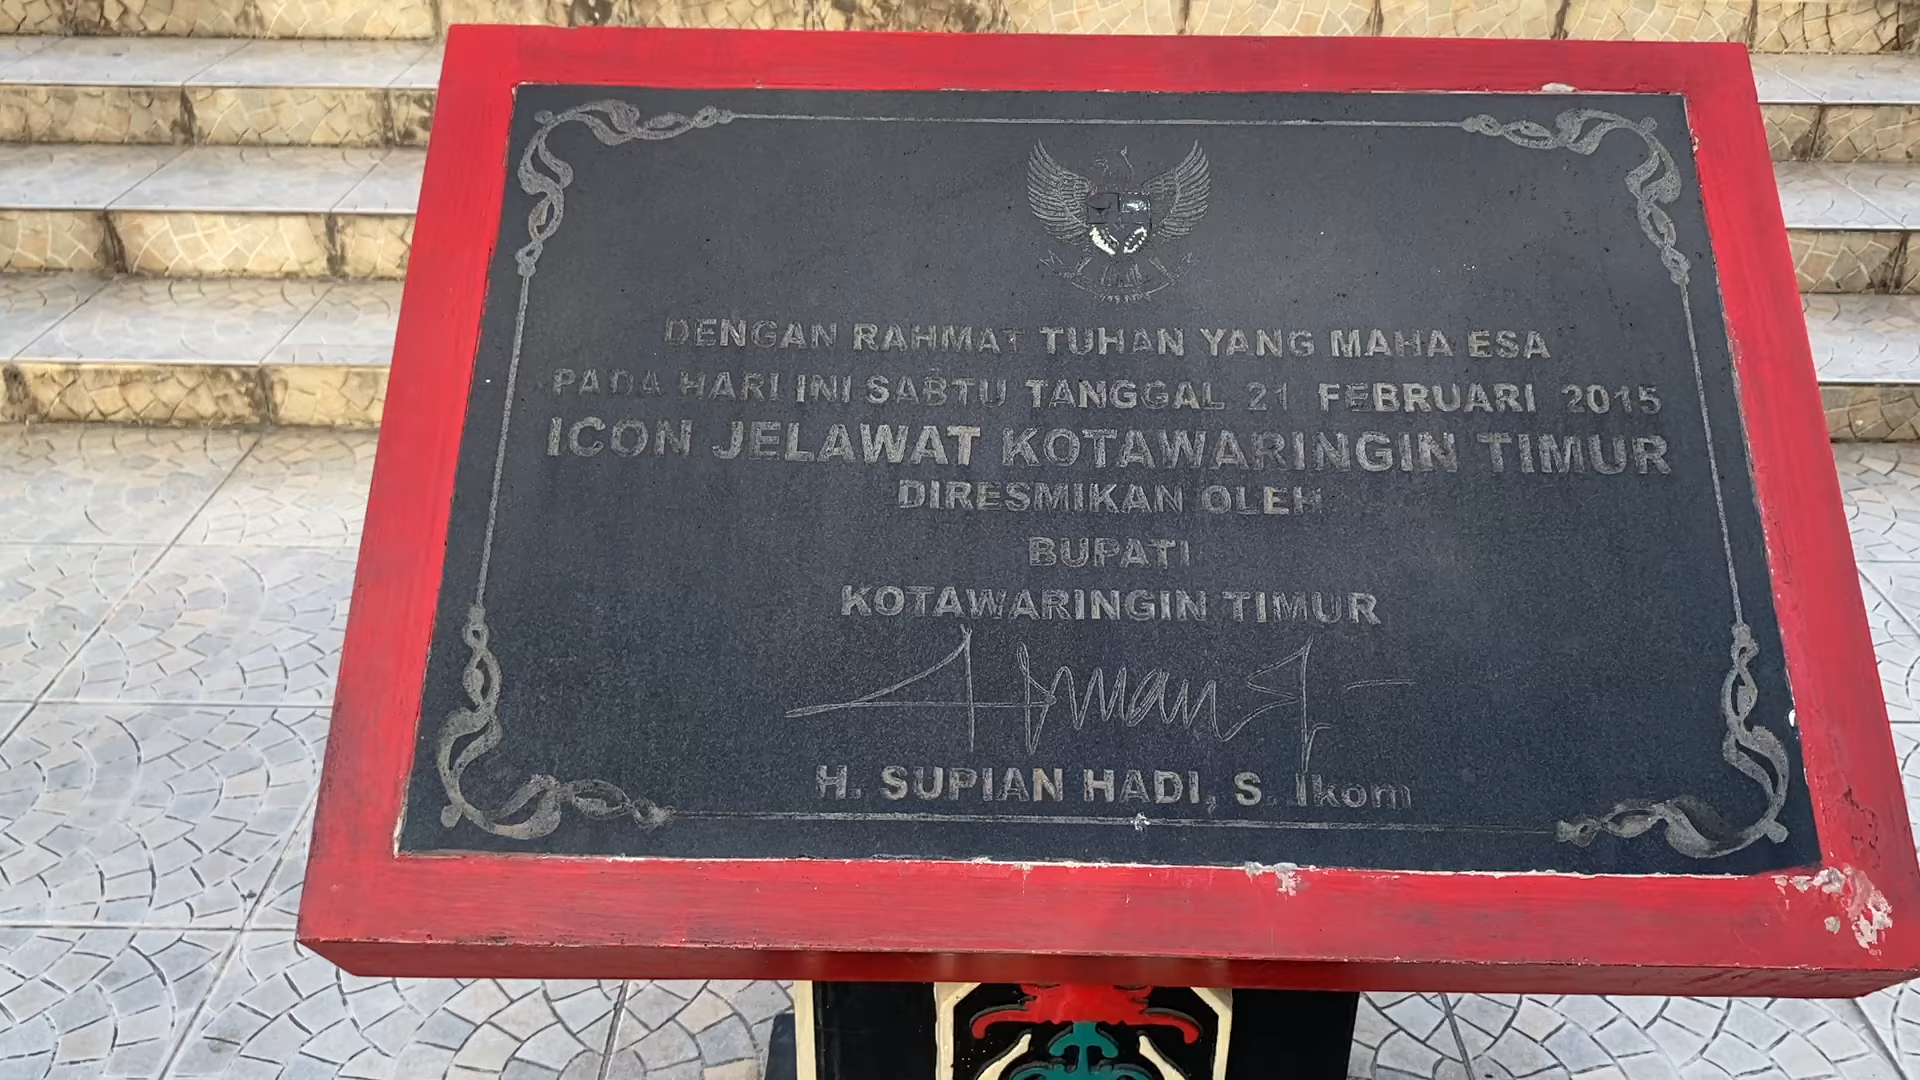 DENGAN RAHMAT TUHAN YANG MAHA ESA
PADA HARI INI SABTU TANGGAL 21 FEBRUARI 2015
ICON JELAWAT KOTAWARINGIN TIMUR
DIRESMIKAN OLEH
BUPATI
KOTAWARINGIN TIMUR
H. SUPIAN HADI, S. Ikom